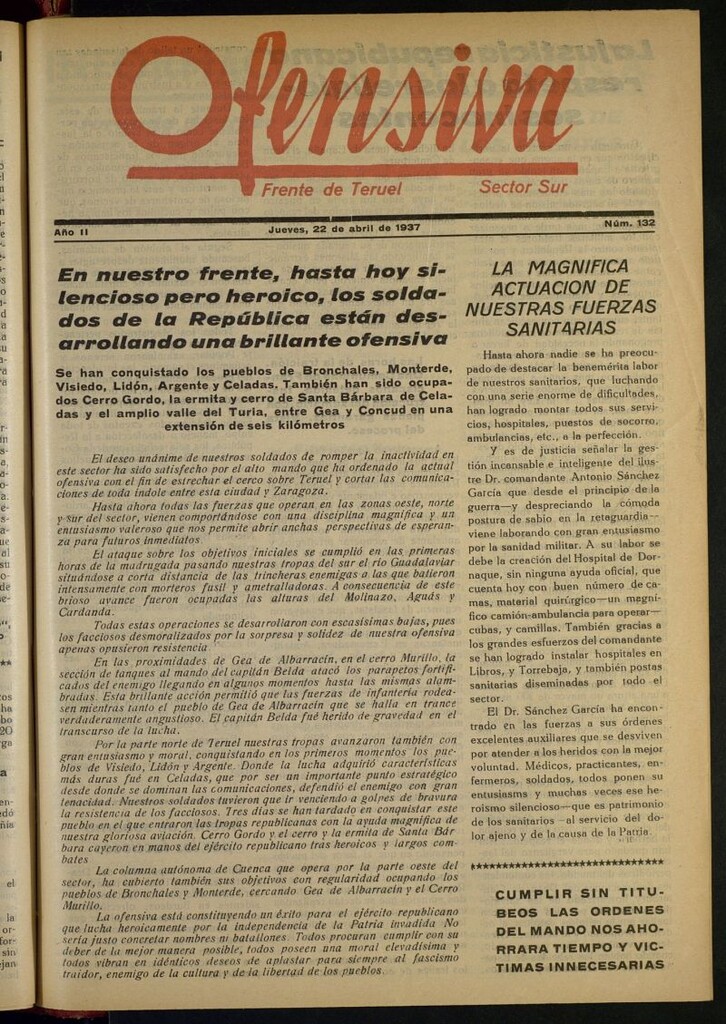 Ofensiva
Frente de Teruel Sector Sur
Año II Jueves, 22 de abril de 1937 Núm. 132
En nuestro frente, hasta hoy si-
lencioso pero heroico, los solda-
dos de la República están des-
arrollando una brillante ofensiva
Se han conquistado los pueblos de Bronchales, Monterde,
Visiedo, Lidón, Argente y Celadas. También han sido ocupa-
dos Cerro Gordo, la ermita y cerro de Santa Bárbara de Cela-
das y el amplio valle del Turia, entre Gea y Concud en una
extensión de seis kilómetros
El deseo unánime de nuestros soldados de romper la inactividad en
este sector ha sido satisfecho por el alto mando que ha ordenado la actual
ofensiva con el fin de estrechar el cerco sobre Teruel y cortar las comunica-
ciones de toda índole entre esta ciudad y Zaragoza.
Hasta ahora todas las fuerzas que operan en las zonas oeste, norte
y sur del sector, vienen comportándose con una disciplina magnífica y un
entusiasmo valeroso que nos permite abrir anchas perspectivas de esperan-
za para futuros inmediatos
El ataque sobre los objetivos iniciales se cumplió en las primeras
horas de la madrugada pasando nuestras tropas del sur el río Guadalaviar
situándose a corta distancia de las trincheras enemigas a las que batieron
intensamente con morteros fusil y ametralladoras. A consecuencia de este
brioso avance fueron ocupadas las alturas del Molinazo, Aguás y
Cardanda.
Todas estas operaciones se desarrollaron con escasísimas bajas, pues
los facciosos desmoralizados por la sorpresa y solidez de nuestra ofensiva
apenas opusieron resistencia
En las proximidades de Gea de Albarracín, en el cerro Murillo, la
sección de tanques al mando del capitán Belda atacó los parapetos fortifi-
cados del enemigo llegando en algunos momentos hasta las mismas alam-
bradas. Esta brillante acción permitió que las fuerzas de infantería rodea-
sen mientras tanto el pueblo de Gea de Albarracín que se halla en trance
verdaderamente angustioso. El capitán Belda fué herido de gravedad en el
transcurso de la lucha.
Por la parte norte de Teruel nuestras tropas avanzaron también con
gran entusiasmo y moral, conquistando en los primeros momentos los pue-
blos de Visiedo, Lidón y Argente. Donde la lucha adquirió características
más duras fué en Celadas, que por ser un importante punto estratégico
desde donde se dominan las comunicaciones, defendió el enemigo con gran
tenacidad. Nuestros soldados tuvieron que ir venciendo a golpes de bravura
la resistencia de los facciosos. Tres días se han tardado en conquistar este
pueblo en el que entraron las tropas republicanas con la ayuda magnífica de
nuestra gloriosa aviación. Cerro Gordo y el cerro y la ermita de Santa Bár
bara cayeron en manos del ejército republicano tras heroicos y largos com-
bates
La columna autónoma de Cuenca que opera por la parte oeste del
sector, ha cubierto también sus objetivos con regularidad ocupando los
pueblos de Bronchales y Monterde, cercando Gea de Albarracín y el Cerro
Murillo.
La ofensiva está constituyendo un éxito para el ejército republicano
que lucha heroicamente por la independencia de la Patria invadida No
sería justo concretar nombres ni batallones. Todos procuran cumplir con su
deber de la mejor manera posible, todos poseen una moral elevadísima y
todos vibran en idénticos deseos de aplastar para siempre al fascismo
traidor, enemigo de la cultura y de la libertad de los pueblos
LA MAGNIFICA
ACTUACION DE
NUESTRAS FUERZAS
SANITARIAS
Hasta ahora nadie se ha preocu-
pado de destacar la benemérita labor
de nuestros sanitarios, que luchando
con una serie enorme de dificultades,
han logrado montar todos sus servi-
cios, hospitales, puestos de socorro,
ambulancias, etc., a la perfección.
Y es de justicia señalar la ges-
tión incansable e inteligente del ilus-
tre Dr. comandante Antonio Sánchez
García que desde el principio de la
guerra—y despreciando la cómoda
postura de sabio en la retaguardia—
viene laborando con gran entusiasmo
por la sanidad militar. A su labor se
debe la creación del Hospital de Dor-
naque, sin ninguna ayuda oficial, que
cuenta hoy con buen número de ca-
mas, material quirúrgico—un magní-
fico camión-ambulancia para operar—
cubas, y camillas. También gracias a
los grandes esfuerzos del comandante
se han logrado instalar hospitales en
Libros, y Torrebaja, y también postas
sanitarias diseminadas por todo el
sector.
El Dr. Sánchez García ha encon-
trado en las fuerzas a sus órdenes
excelentes auxiliares que se desviven
por atender a los heridos con la mejor
voluntad. Médicos, practicantes, en-
fermeros, soldados, todos ponen su
entusiasmo y muchas veces ese he-
roísmo silencioso—que es patrimonio
de los sanitarios—al servicio del do-
lor ajeno y de la causa de la Patria.
CUMPLIR SIN TITU-
BEOS LAS ORDENES
DEL MANDO NOS AHO-
RRARA TIEMPO Y VIC-
TIMAS INNECESARIAS